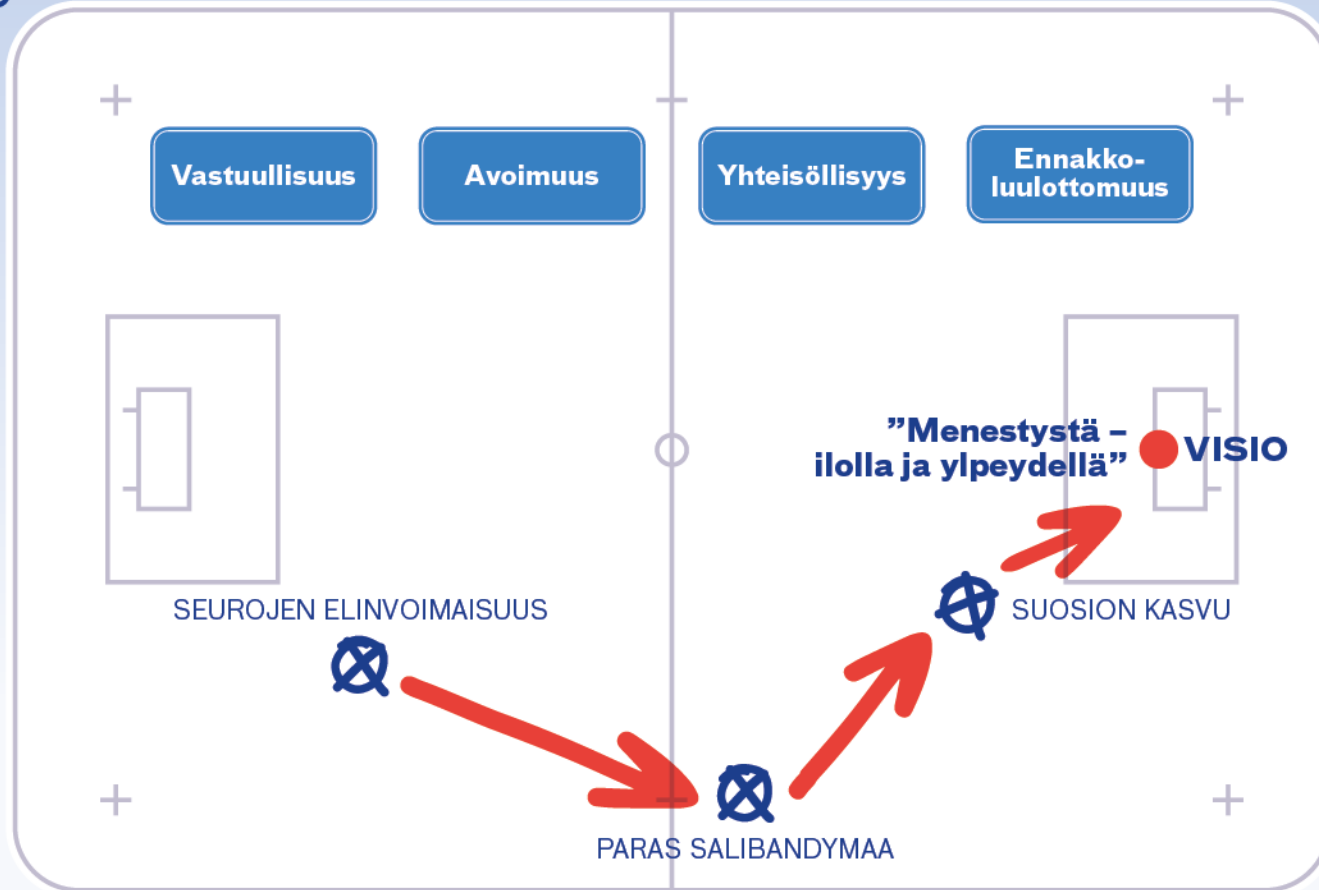 Vastuullisuus
Avoimuus
Yhteisöllisyys
Ennakko-
luulottomuus
”Menestystä –
ilolla ja ylpeydellä”
VISIO
SEUROJEN ELINVOIMAISUUS
SUOSION KASVU
PARAS SALIBANDYMAA